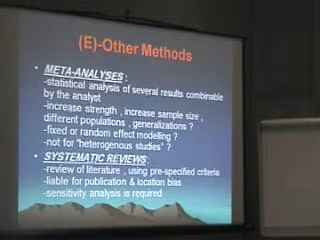 (E)-Other Methods
• META-ANALYSES :
-statistical analysis of several results combinable
by the analyst
-increase strength , increase sample size ,
different populations , generalizations ?
-fixed or random effect modelling ?
-not for "heterogenous studies" ?
• SYSTEMATIC REVIEWS:
-review of literature , using pre-specified criteria
-liable for publication & location bias
-sensitivity analysis is required